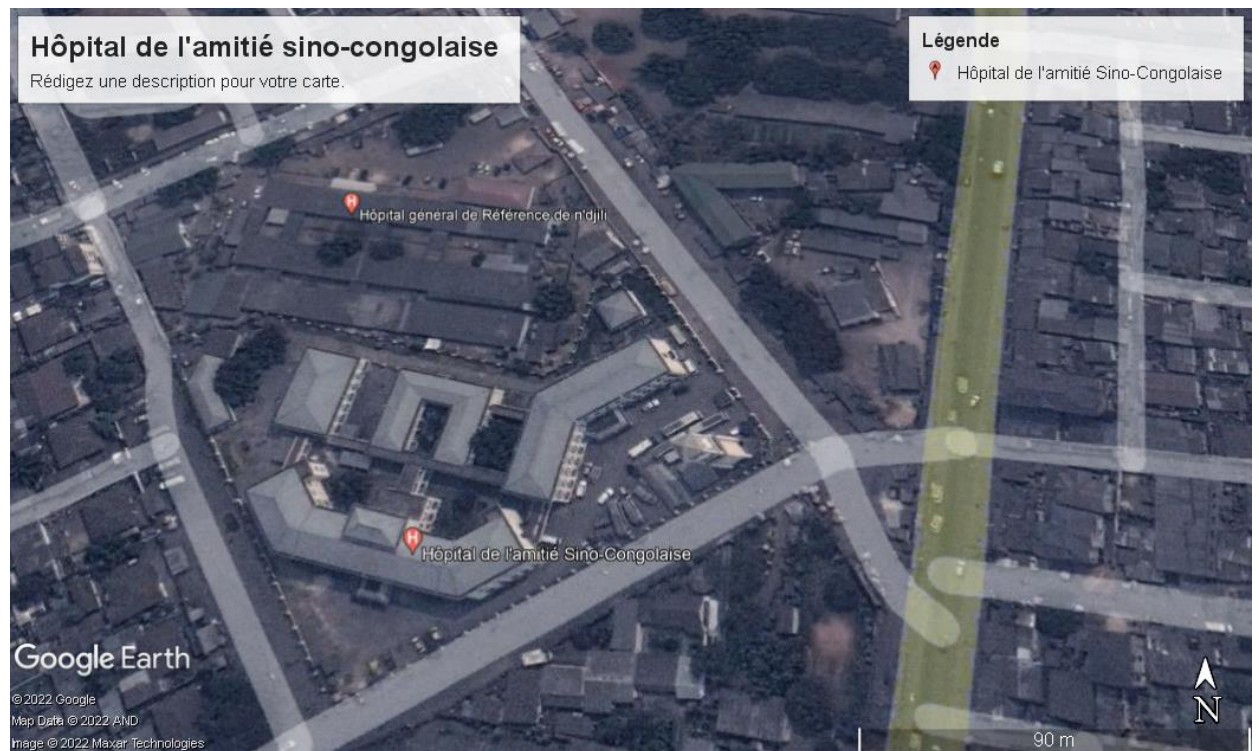 Hôpital de l'amitié sino-congolaise
Rédigez une description pour votre carte.
Légende
Hôpital de l'amitié Sino-Congolaise
Hôpital général de Référence de n'djili
Hôpital de l'amitié Sino-Congolaise
Google Earth
©2022 Google
Map Data © 2022 AND
Image © 2022 Maxar Technologies
N
90 m